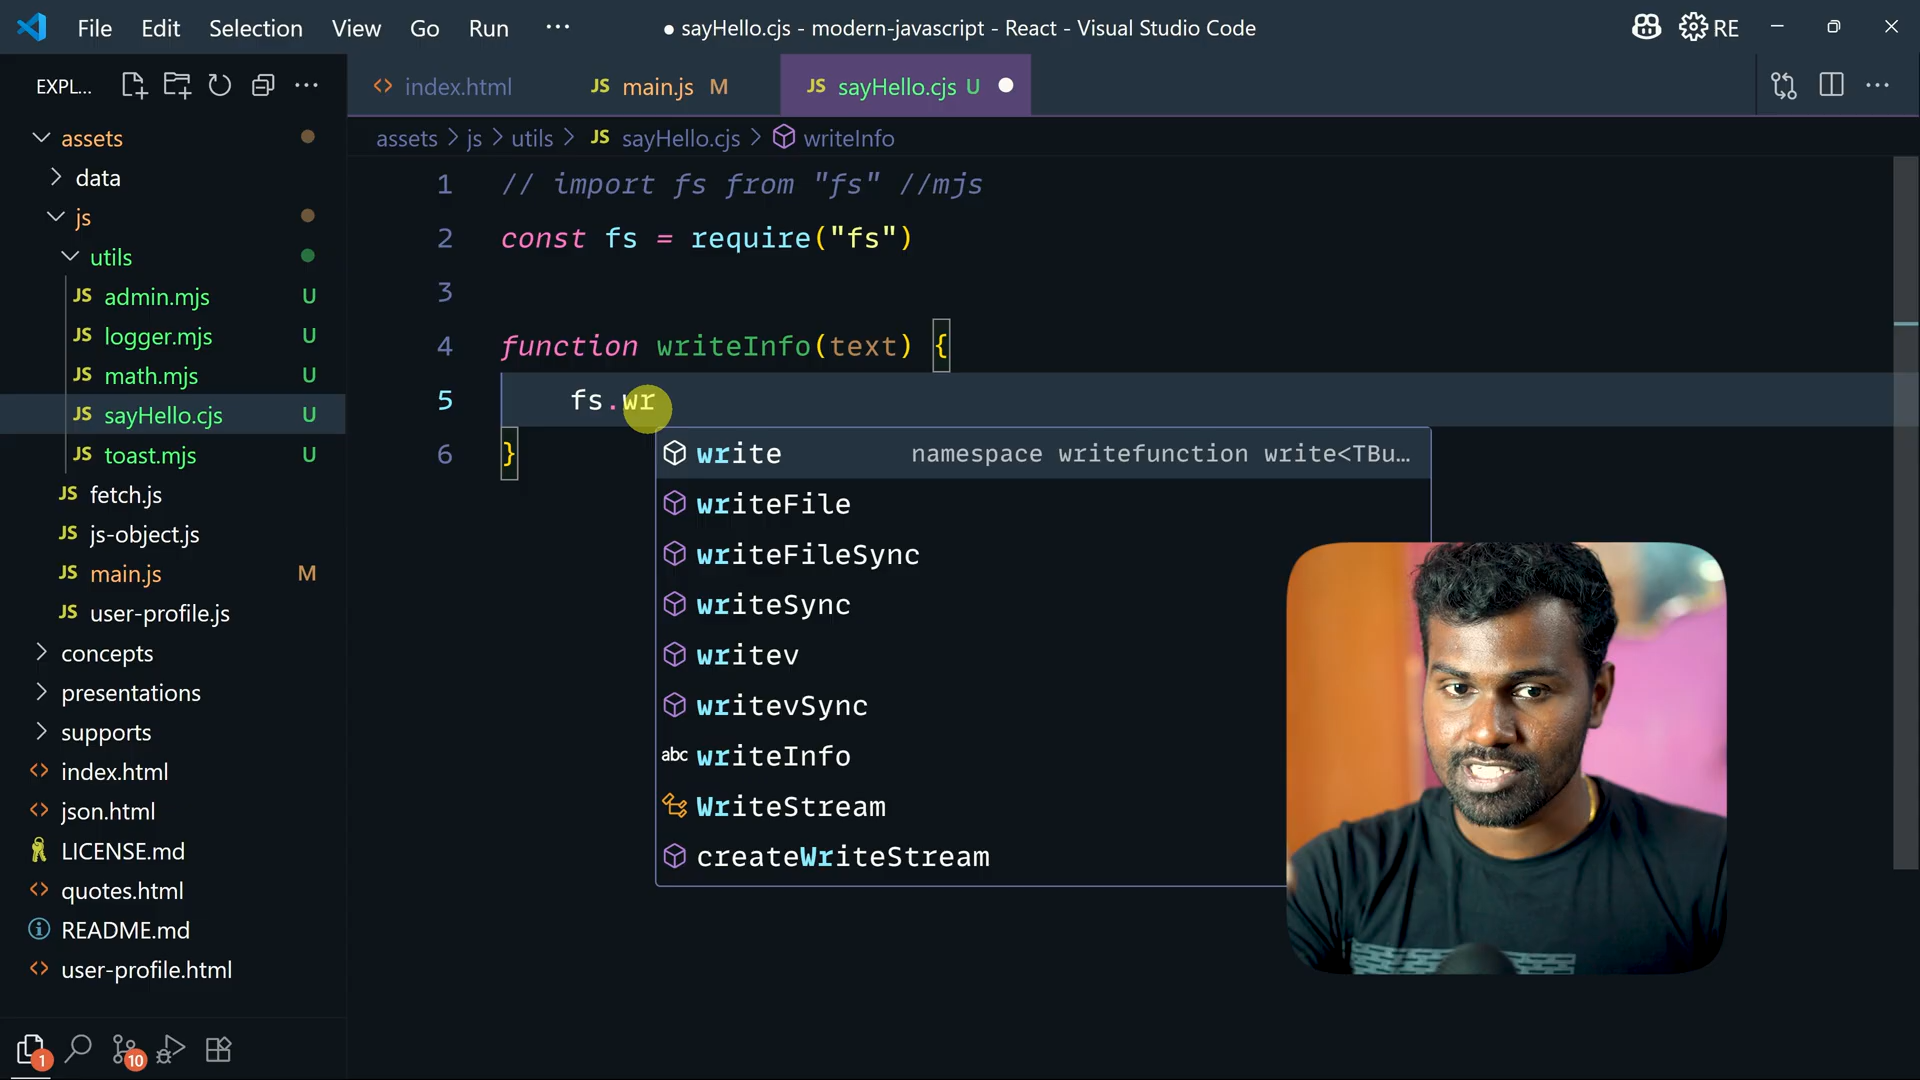 File Edit Selection View Go Run ···
● sayHello.cjs - modern-javascript - React - Visual Studio Code
RE
EXPL...
index.html
JS main.js M
JS sayHello.cjs U
assets > js > utils > JS sayHello.cjs > writeInfo
assets
data
js
utils
JS admin.mjs U
JS logger.mjs U
JS math.mjs U
JS sayHello.cjs U
JS toast.mjs U
JS fetch.js
JS js-object.js
JS main.js M
JS user-profile.js
concepts
presentations
supports
index.html
json.html
LICENSE.md
quotes.html
README.md
user-profile.html
1
10
1 // import fs from "fs" //mjs
2 const fs = require("fs")
3
4 function writeInfo(text) {
5 fs.wr
6 }
write namespace writefunction write<TBu...
writeFile
writeFileSync
writeSync
writev
writevSync
abc writeInfo
WriteStream
createWriteStream